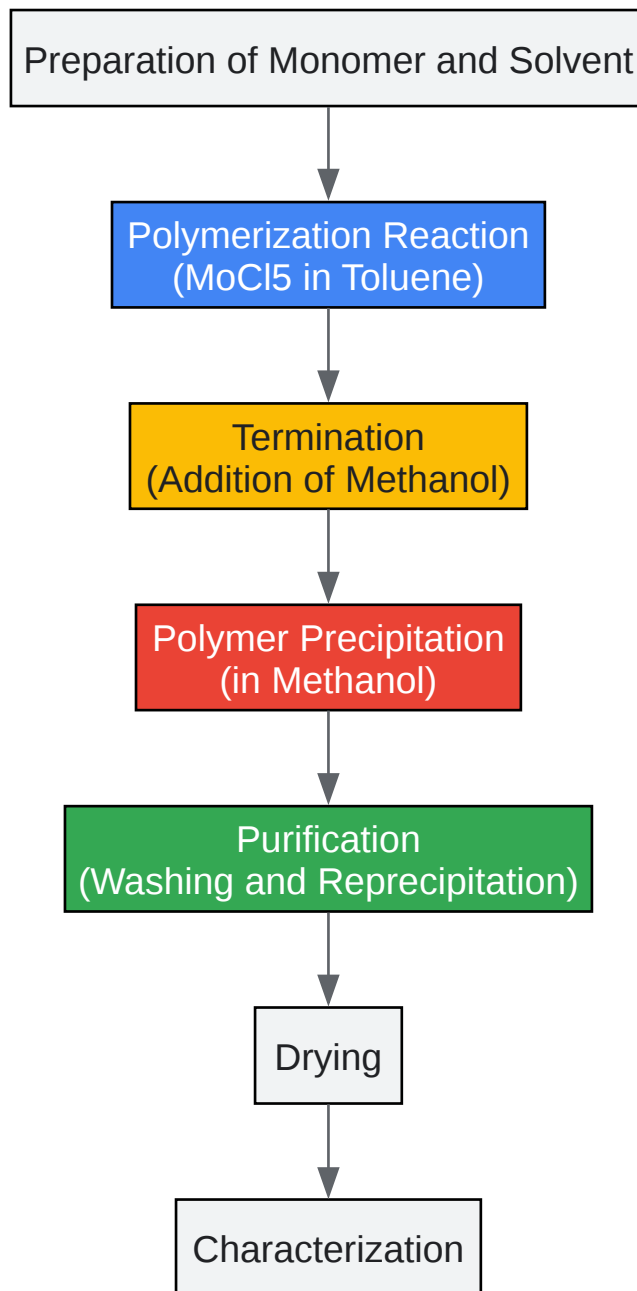 Preparation of Monomer and Solvent
Polymerization Reaction
(MoCl5 in Toluene)
Termination
(Addition of Methanol)
Polymer Precipitation
(in Methanol)
Purification
(Washing and Reprecipitation)
Drying
Characterization